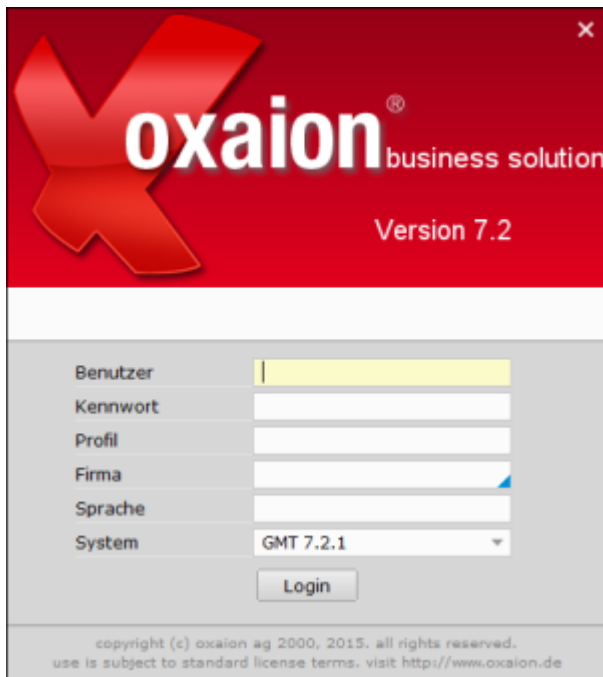 oxaion® business solution
Version 7.2
Benutzer
Kennwort
Profil
Firma
Sprache
System GMT 7.2.1
Login
copyright (c) oxaion ag 2000, 2015. all rights reserved.
use is subject to standard license terms. visit http://www.oxaion.de